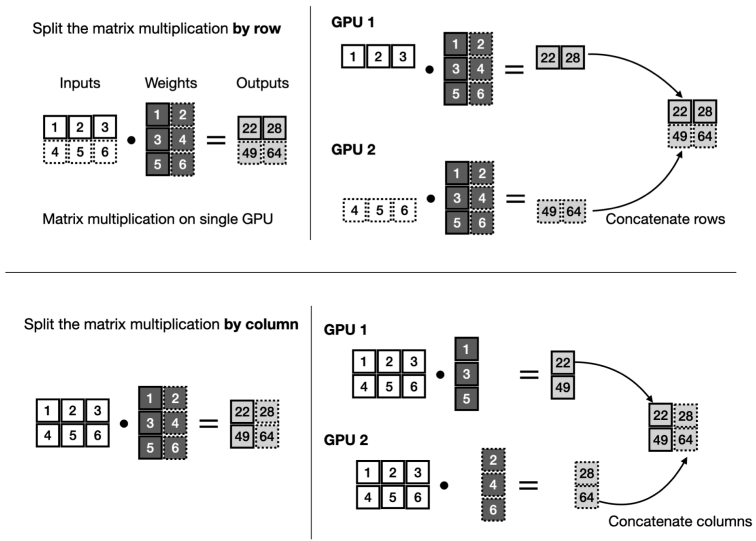 Split the matrix multiplication by row
Inputs Weights Outputs
1 2 3
4 5 6
•
1 2
3 4
5 6
=
22 28
49 64
Matrix multiplication on single GPU
GPU 1
1 2 3
•
1 2
3 4
5 6
=
22 28
GPU 2
4 5 6
•
1 2
3 4
5 6
=
49 64
22 28
49 64
Concatenate rows
Split the matrix multiplication by column
1 2 3
4 5 6
•
1 2
3 4
5 6
=
22 28
49 64
GPU 1
1 2 3
4 5 6
•
1
3
5
=
22
49
GPU 2
1 2 3
4 5 6
•
2
4
6
=
28
64
22 28
49 64
Concatenate columns